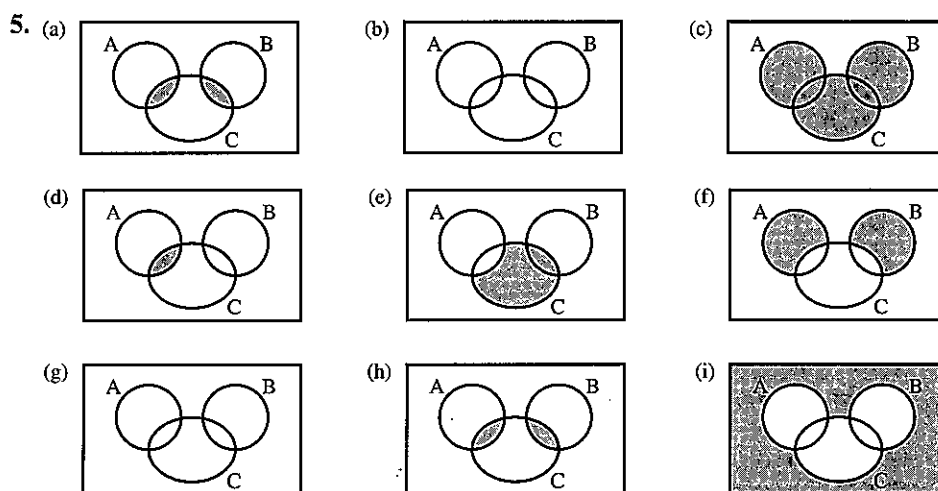 5. (a) (b) (c)
A B A B A B
C C C
(d) (e) (f)
A B A B A B
C C C
(g) (h) (i)
A B A B A B
C C C